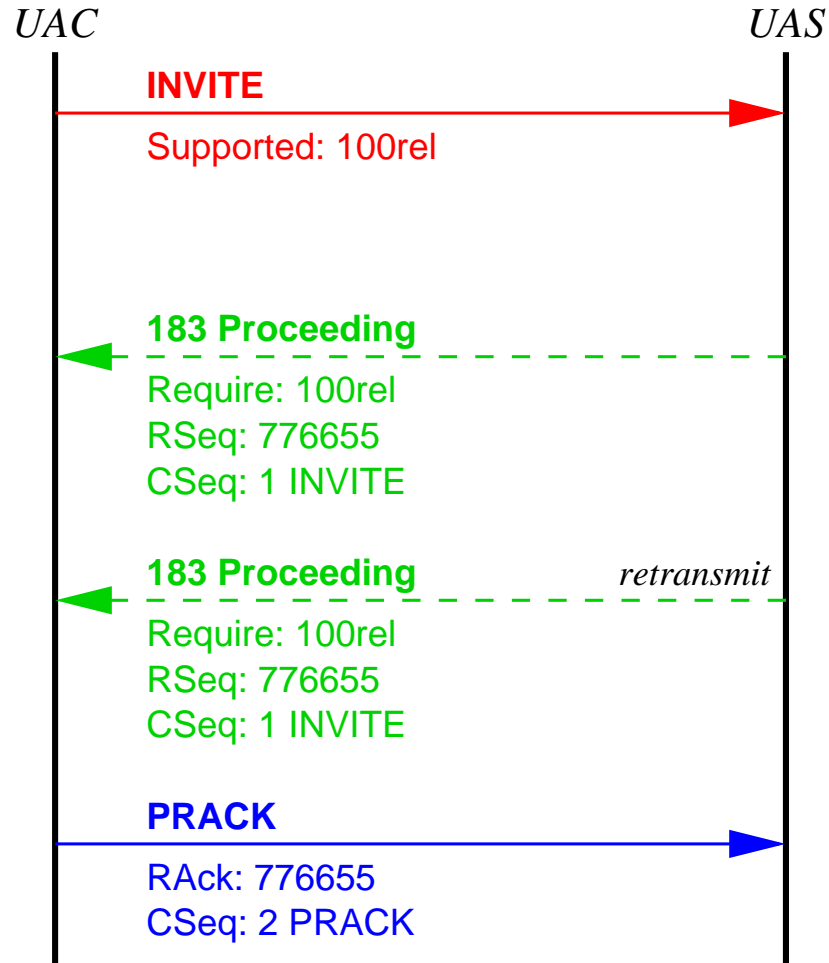 UAC UAS
INVITE
Supported: 100rel
183 Proceeding
Require: 100rel
RSeq: 776655
CSeq: 1 INVITE
183 Proceeding retransmit
Require: 100rel
RSeq: 776655
CSeq: 1 INVITE
PRACK
RAck: 776655
CSeq: 2 PRACK